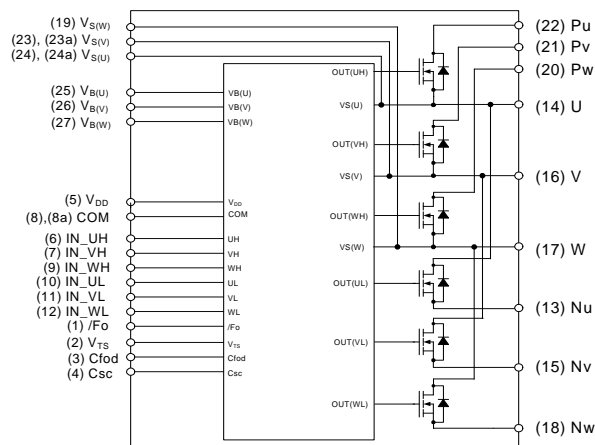 (19) VS(W)
(23), (23a) VS(V)
(24), (24a) VS(U)
(25) VB(U)
(26) VB(V)
(27) VB(W)
(5) VDD
(8),(8a) COM
(6) IN_UH
(7) IN_VH
(9) IN_WH
(10) IN_UL
(11) IN_VL
(12) IN_WL
(1) /Fo
(2) VTS
(3) Cfod
(4) Csc
VB(U)
VB(V)
VB(W)
VDD
COM
UH
VH
WH
UL
VL
WL
/Fo
VTS
Cfod
Csc
OUT(UH)
VS(U)
OUT(VH)
VS(V)
OUT(WH)
VS(W)
OUT(UL)
OUT(VL)
OUT(WL)
(22) Pu
(21) Pv
(20) Pw
(14) U
(16) V
(17) W
(13) Nu
(15) Nv
(18) Nw